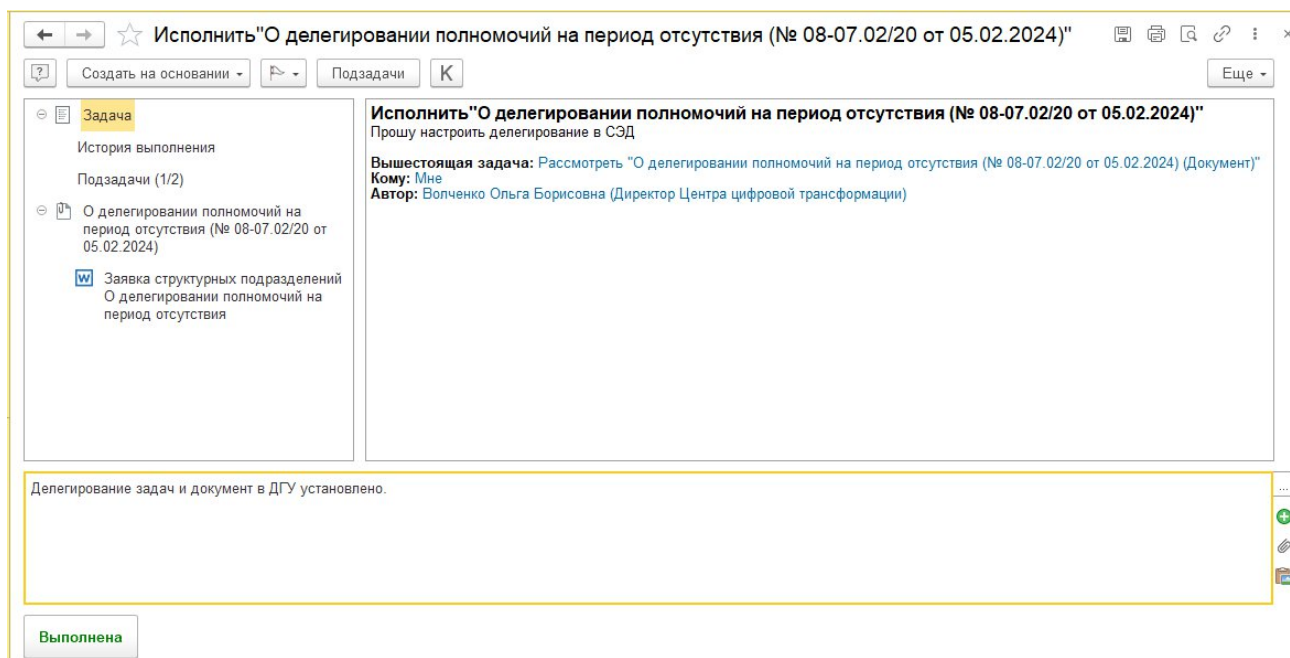 Исполнить"О делегировании полномочий на период отсутствия (№ 08-07.02/20 от 05.02.2024)"
Создать на основании
Подзадачи
К
Еще
Задача
История выполнения
Подзадачи (1/2)
О делегировании полномочий на
период отсутствия (№ 08-07.02/20 от
05.02.2024)
W
Заявка структурных подразделений
О делегировании полномочий на
период отсутствия
Исполнить"О делегировании полномочий на период отсутствия (№ 08-07.02/20 от 05.02.2024)"
Прошу настроить делегирование в СЭД
Вышестоящая задача: Рассмотреть "О делегировании полномочий на период отсутствия (№ 08-07.02/20 от 05.02.2024) (Документ)"
Кому: Мне
Автор: Волченко Ольга Борисовна (Директор Центра цифровой трансформации)
Делегирование задач и документ в ДГУ установлено.
...
Выполнена